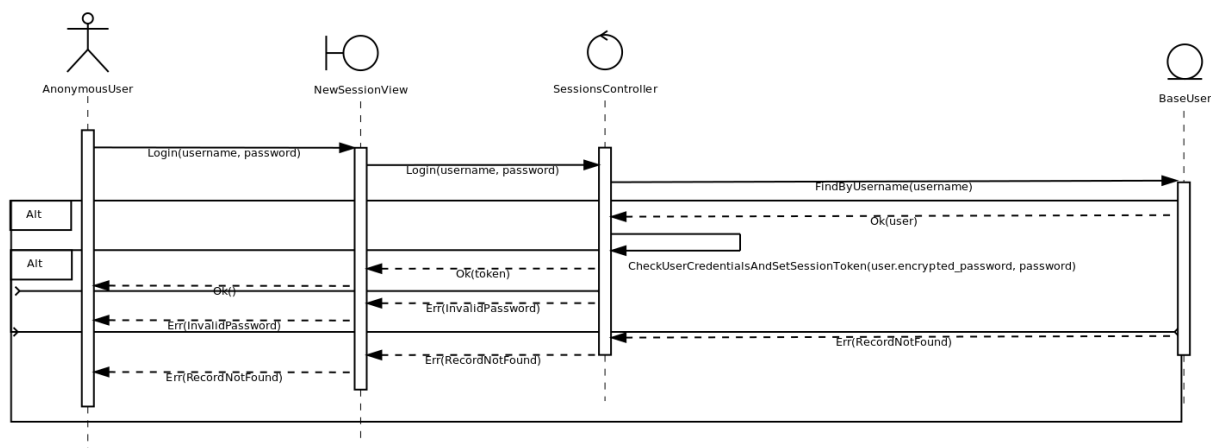 AnonymousUser
NewSessionView
SessionsController
BaseUser
Login(username, password)
Login(username, password)
FindByUsername(username)
Alt
Ok(user)
Alt
CheckUserCredentialsAndSetSessionToken(user.encrypted_password, password)
Ok(token)
Ok()
Err(InvalidPassword)
Err(InvalidPassword)
Err(RecordNotFound)
Err(RecordNotFound)
Err(RecordNotFound)